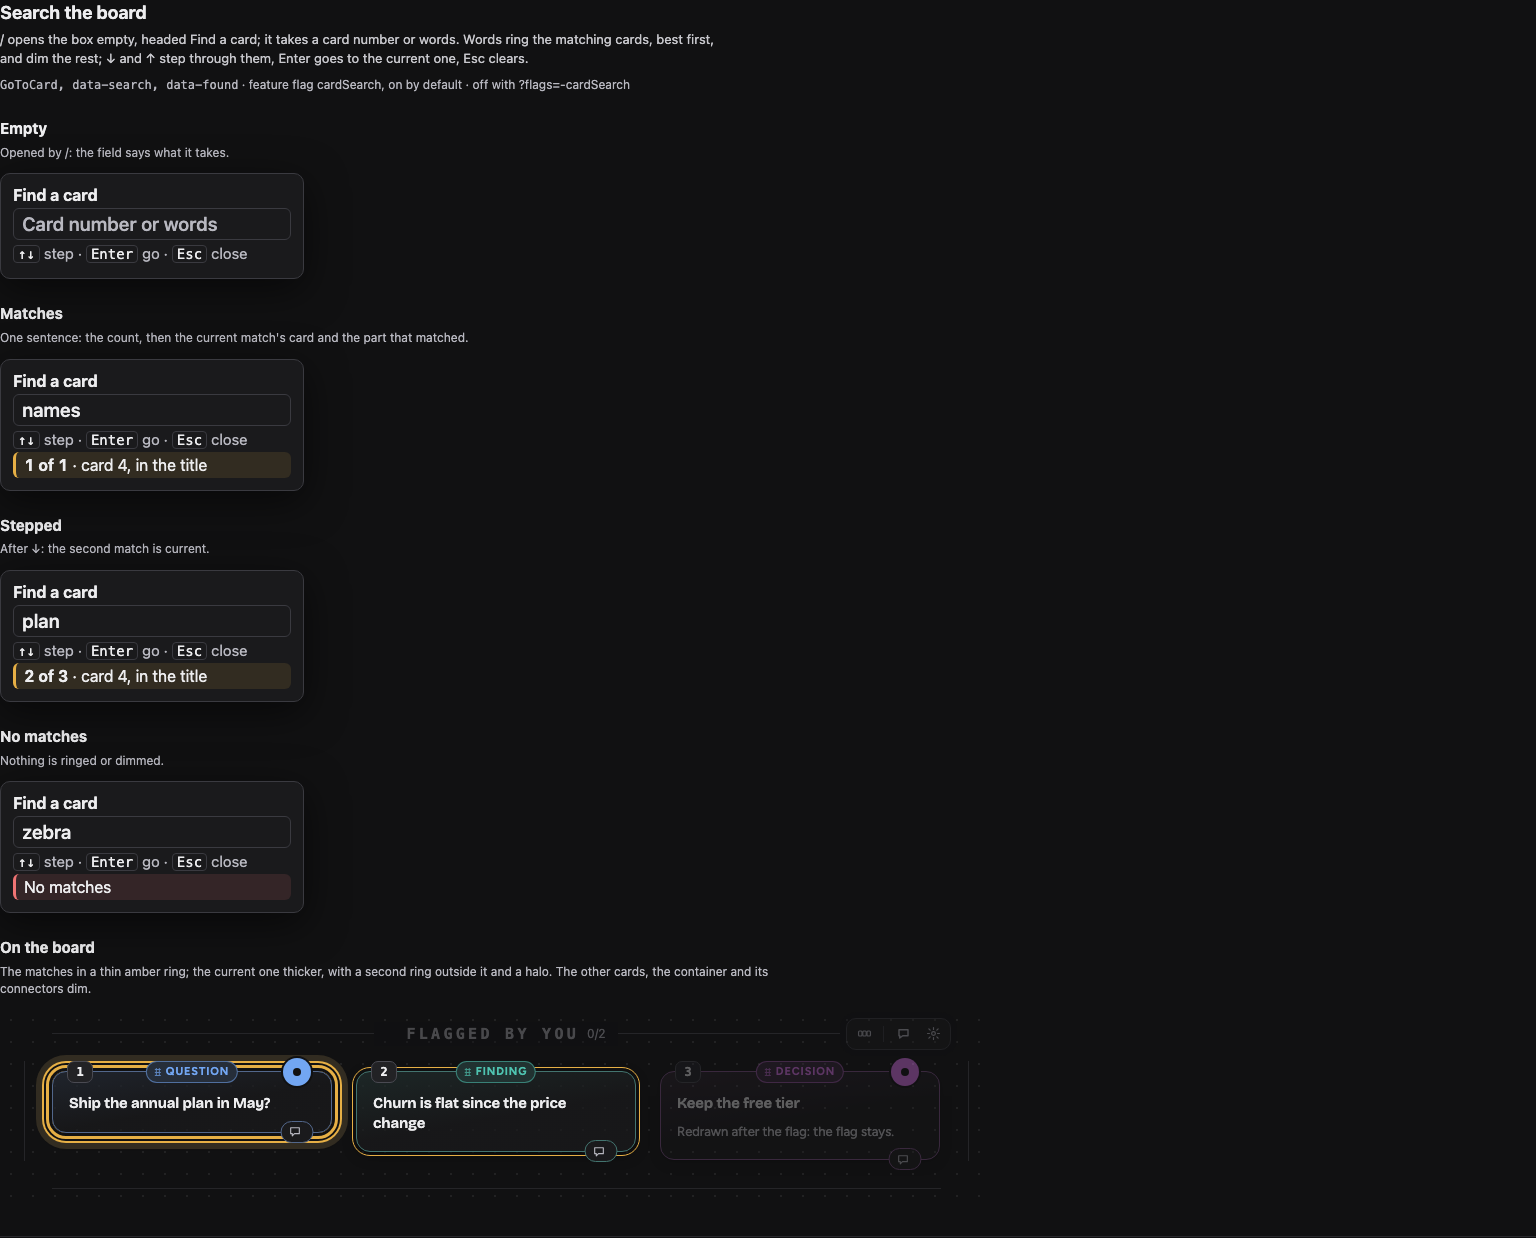 Search the board
/ opens the box empty, headed Find a card; it takes a card number or words. Words ring the matching cards, best first,
and dim the rest; ↓ and ↑ step through them, Enter goes to the current one, Esc clears.
GoToCard, data-search, data-found · feature flag cardSearch, on by default · off with ?flags=-cardSearch
Empty
Opened by /: the field says what it takes.
Find a card
Card number or words
↑↓ step · Enter go · Esc close
Matches
One sentence: the count, then the current match's card and the part that matched.
Find a card
names
↑↓ step · Enter go · Esc close
1 of 1 · card 4, in the title
Stepped
After ↓: the second match is current.
Find a card
plan
↑↓ step · Enter go · Esc close
2 of 3 · card 4, in the title
No matches
Nothing is ringed or dimmed.
Find a card
zebra
↑↓ step · Enter go · Esc close
No matches
On the board
The matches in a thin amber ring; the current one thicker, with a second ring outside it and a halo. The other cards, the container and its
connectors dim.
FLAGGED BY YOU 0/2
1 QUESTION
Ship the annual plan in May?
2 FINDING
Churn is flat since the price
change
3 DECISION
Keep the free tier
Redrawn after the flag: the flag stays.